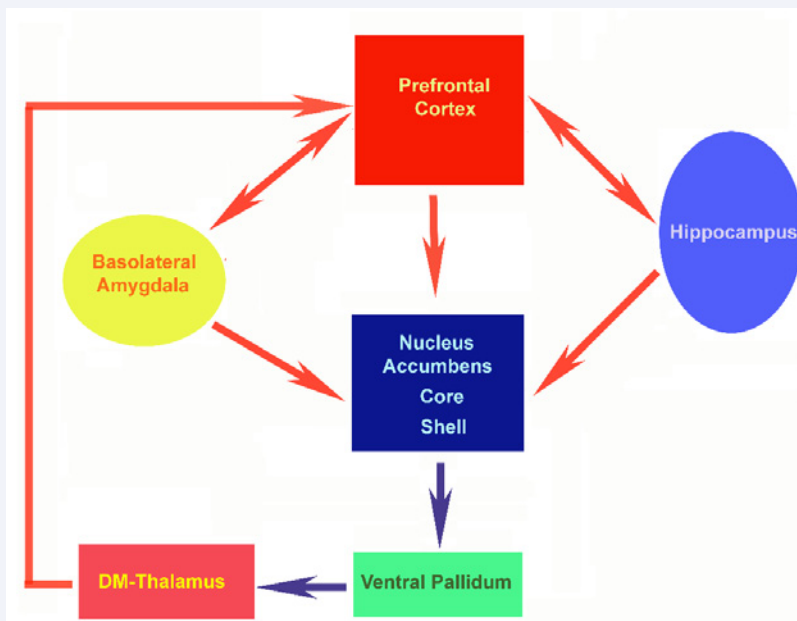 Prefrontal
Cortex
Hippocampus
Basolateral
Amygdala
Nucleus
Accumbens
Core
Shell
DM-Thalamus
Ventral Pallidum